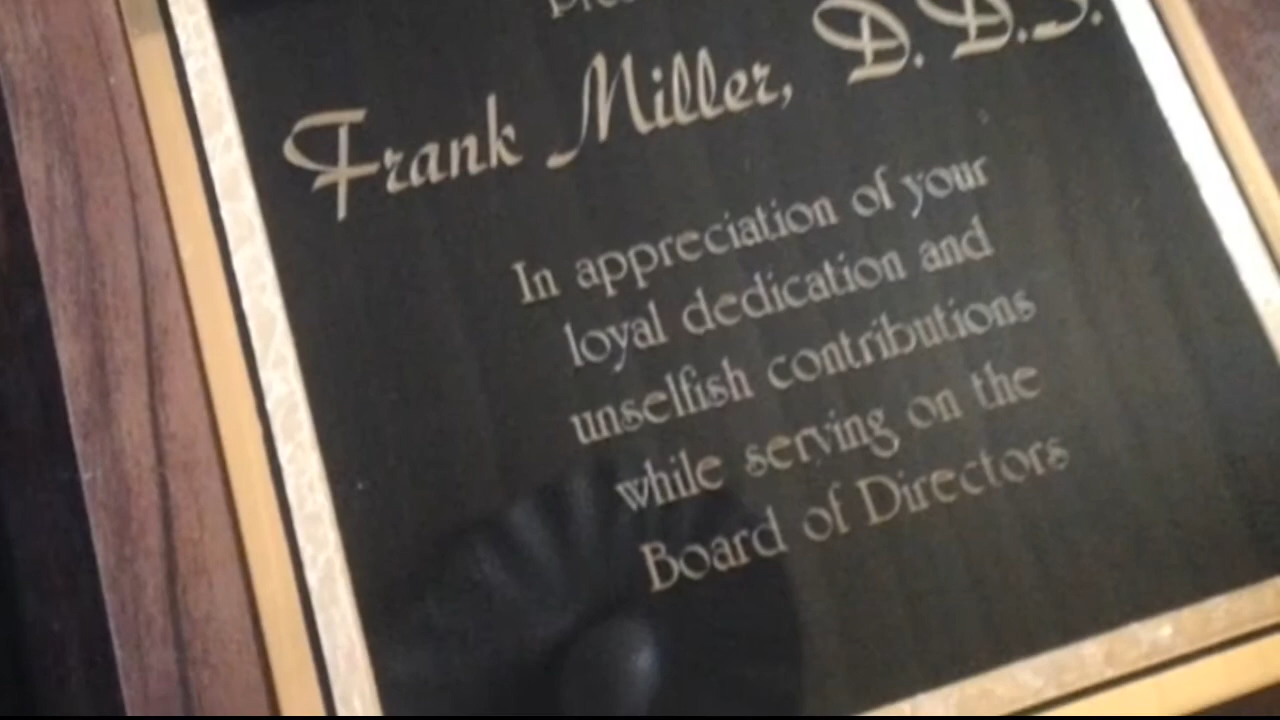 Frank Miller, D. D.S.
In appreciation of your
loyal dedication and
unselfish contributions
while serving on the
Board of Directors